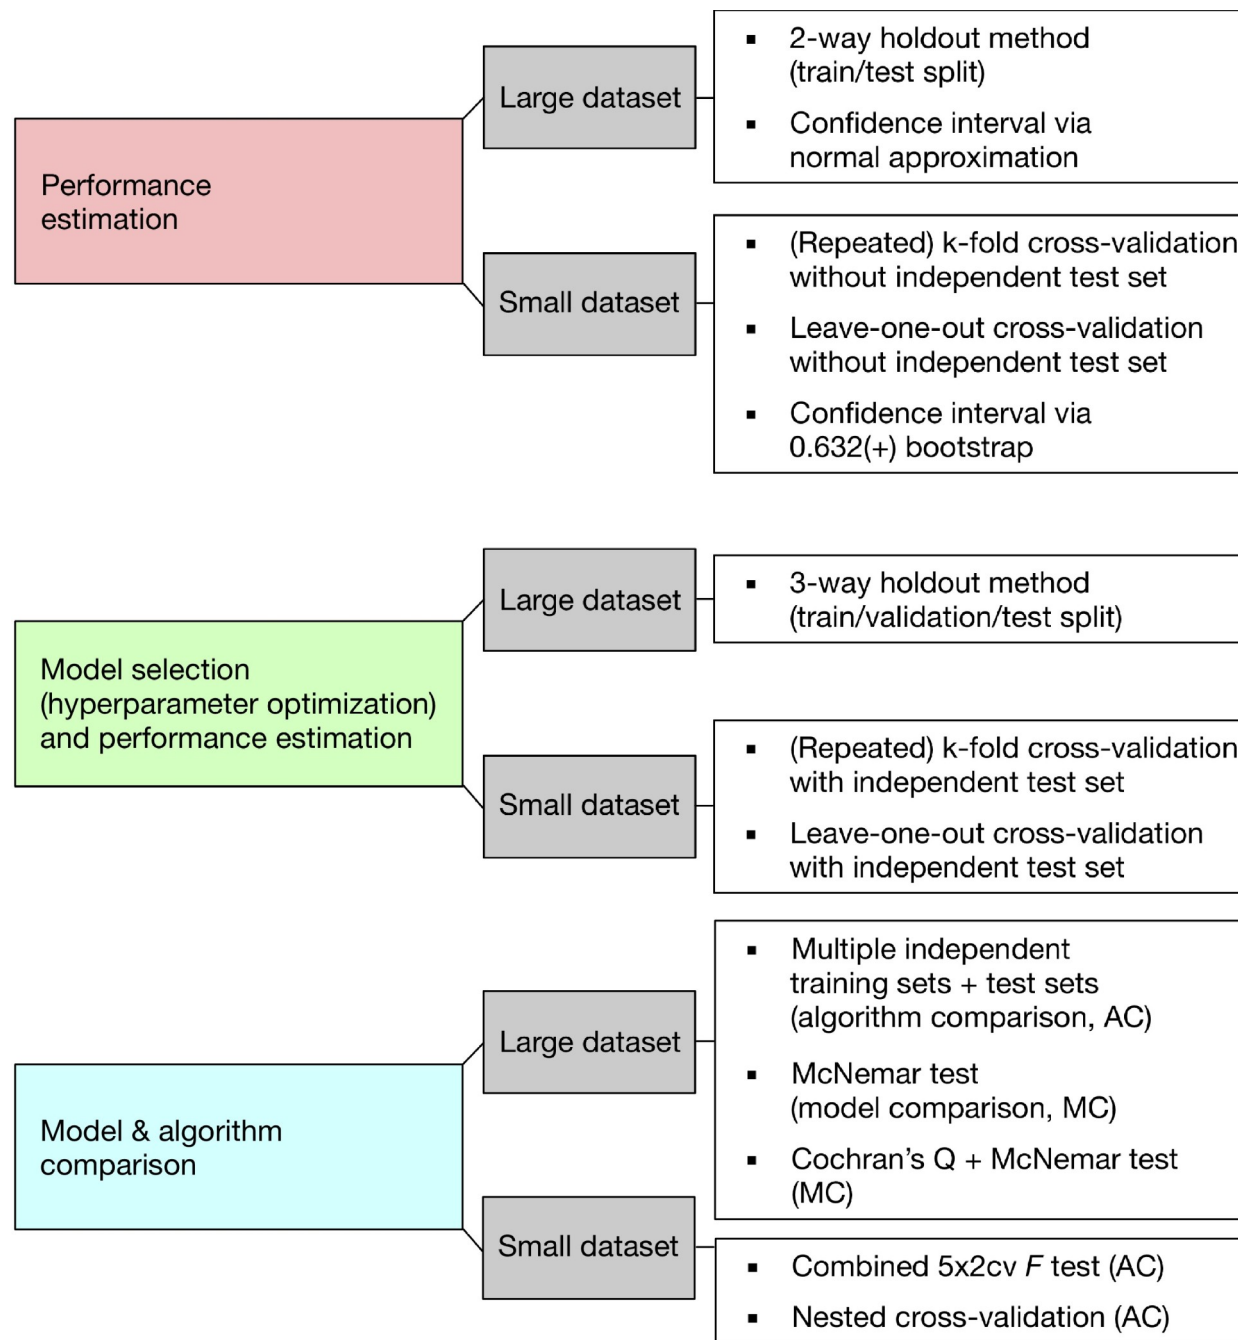 Performance
estimation
Large dataset
▪ 2-way holdout method
(train/test split)
▪ Confidence interval via
normal approximation
Small dataset
▪ (Repeated) k-fold cross-validation
without independent test set
▪ Leave-one-out cross-validation
without independent test set
▪ Confidence interval via
0.632(+) bootstrap
Model selection
(hyperparameter optimization)
and performance estimation
Large dataset
▪ 3-way holdout method
(train/validation/test split)
Small dataset
▪ (Repeated) k-fold cross-validation
with independent test set
▪ Leave-one-out cross-validation
with independent test set
Model & algorithm
comparison
Large dataset
▪ Multiple independent
training sets + test sets
(algorithm comparison, AC)
▪ McNemar test
(model comparison, MC)
▪ Cochran’s Q + McNemar test
(MC)
Small dataset
▪ Combined 5x2cv F test (AC)
▪ Nested cross-validation (AC)